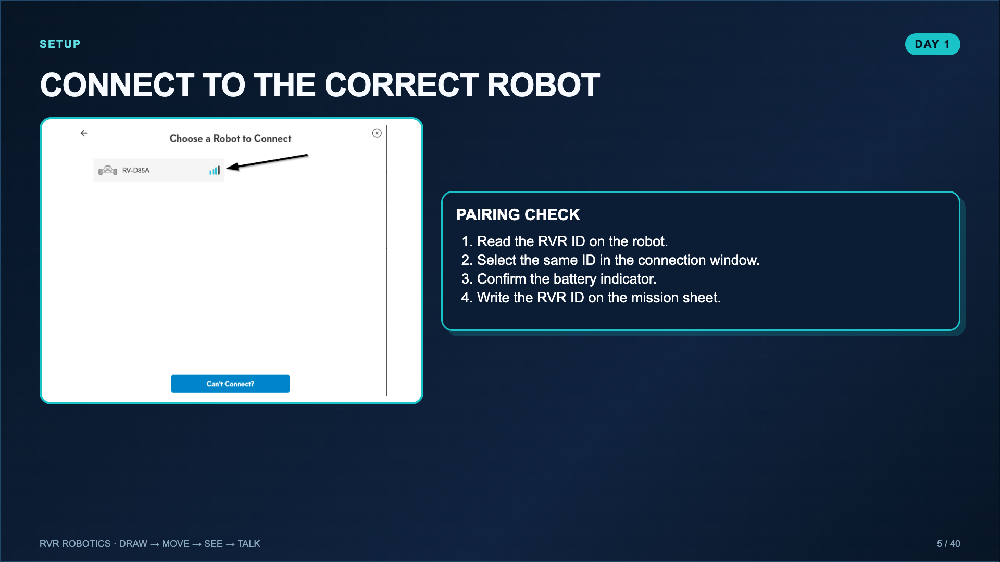 SETUP
DAY 1
CONNECT TO THE CORRECT ROBOT
Choose a Robot to Connect
RV-D85A
Can't Connect?
PAIRING CHECK
1. Read the RVR ID on the robot.
2. Select the same ID in the connection window.
3. Confirm the battery indicator.
4. Write the RVR ID on the mission sheet.
RVR ROBOTICS · DRAW → MOVE → SEE → TALK
5 / 40